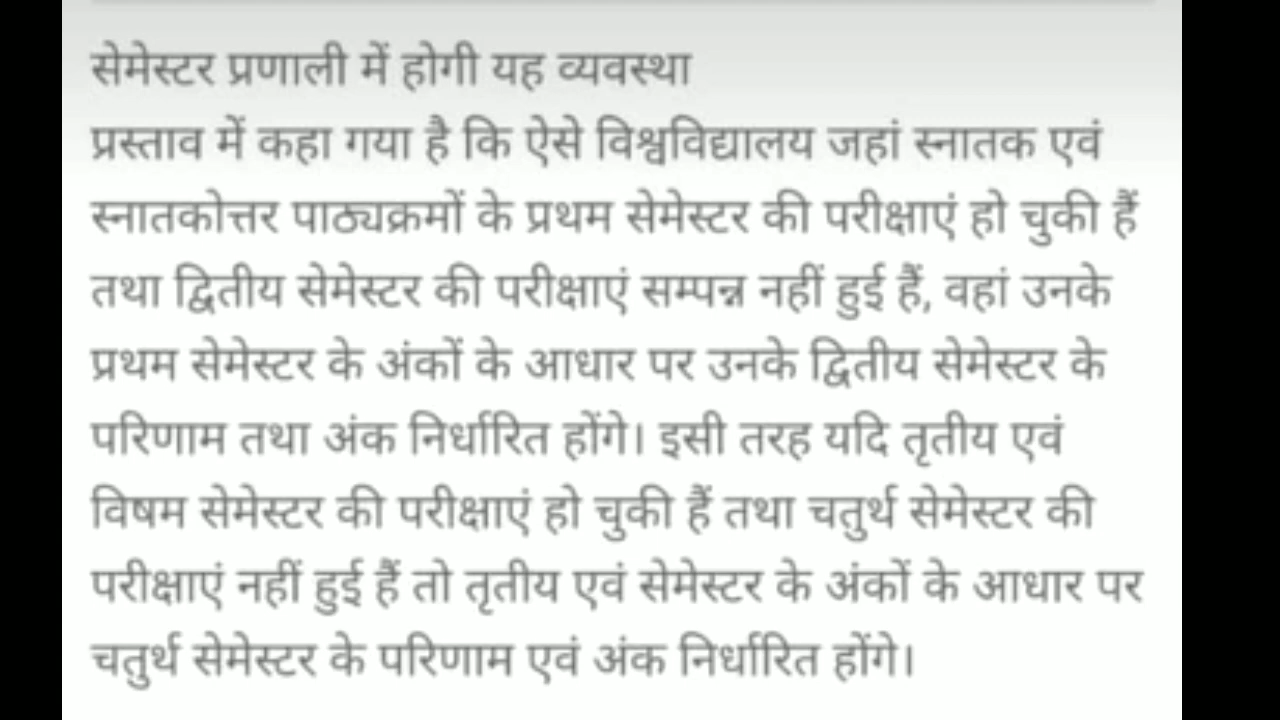 सेमेस्टर प्रणाली में होगी यह व्यवस्था
प्रस्ताव में कहा गया है कि ऐसे विश्वविद्यालय जहां स्नातक एवं
स्नातकोत्तर पाठ्यक्रमों के प्रथम सेमेस्टर की परीक्षाएं हो चुकी हैं
तथा द्वितीय सेमेस्टर की परीक्षाएं सम्पन्न नहीं हुई हैं, वहां उनके
प्रथम सेमेस्टर के अंकों के आधार पर उनके द्वितीय सेमेस्टर के
परिणाम तथा अंक निर्धारित होंगे। इसी तरह यदि तृतीय एवं
विषम सेमेस्टर की परीक्षाएं हो चुकी हैं तथा चतुर्थ सेमेस्टर की
परीक्षाएं नहीं हुई हैं तो तृतीय एवं सेमेस्टर के अंकों के आधार पर
चतुर्थ सेमेस्टर के परिणाम एवं अंक निर्धारित होंगे।